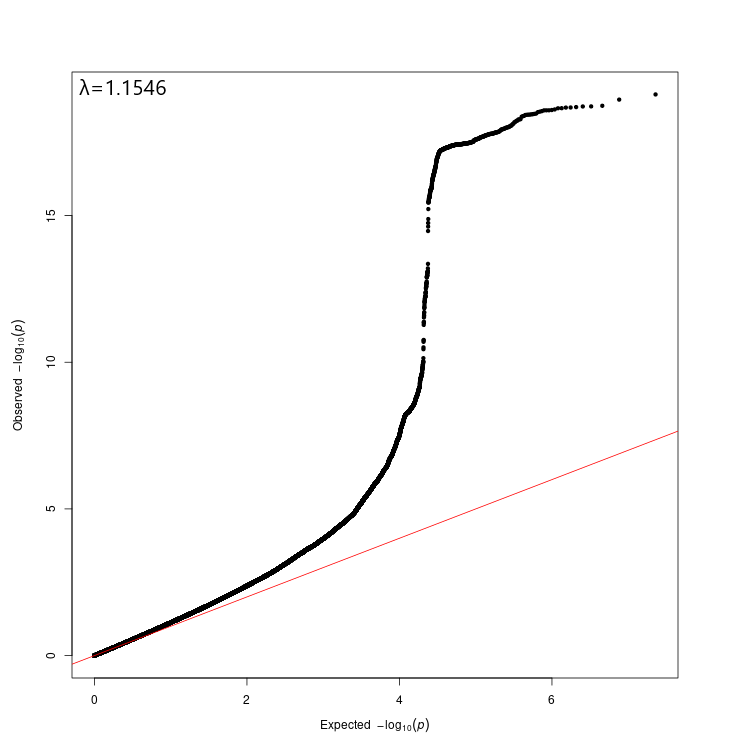 λ=1.1546
15
10
5
0
0 2 4 6
Observed −log₁₀(p)
Expected −log₁₀(p)